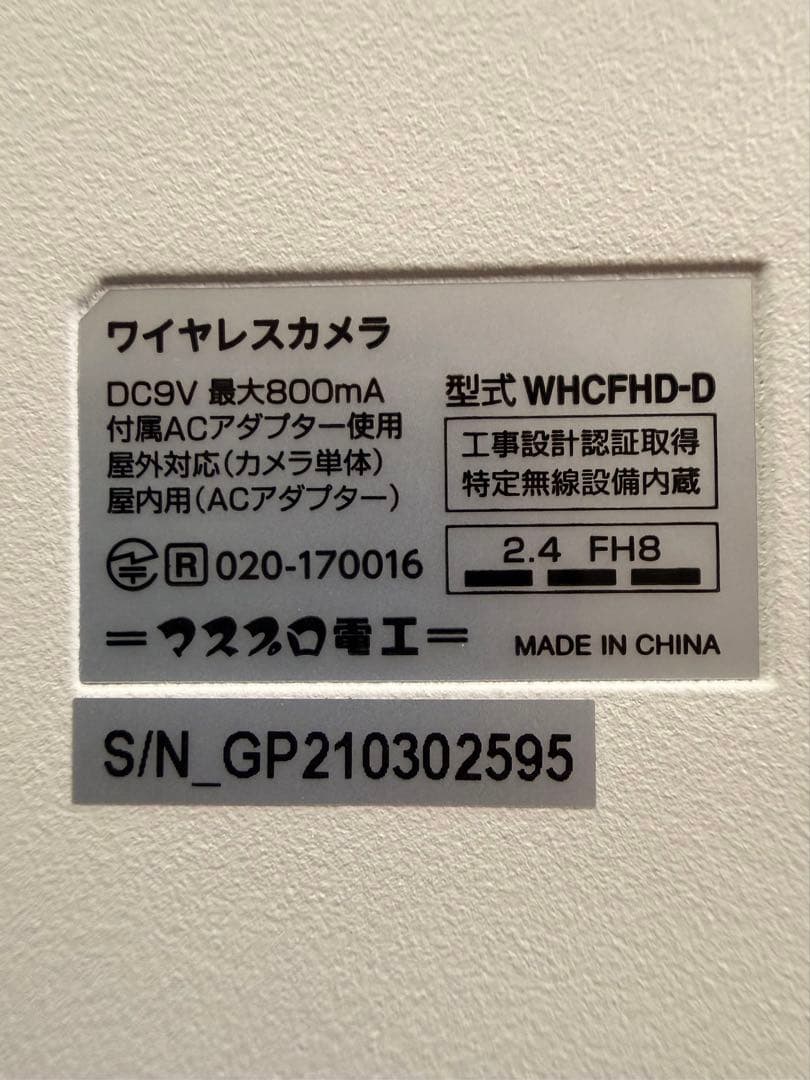 ワイヤレスカメラ
DC9V 最大800mA
付属ACアダプター使用
屋外対応(カメラ単体)
屋内用(ACアダプター)
型式 WHCFHD-D
工事設計認証取得
特定無線設備内蔵
R 020-170016
2.4 FH8
=マスプロ電工=
MADE IN CHINA
S/N_GP210302595